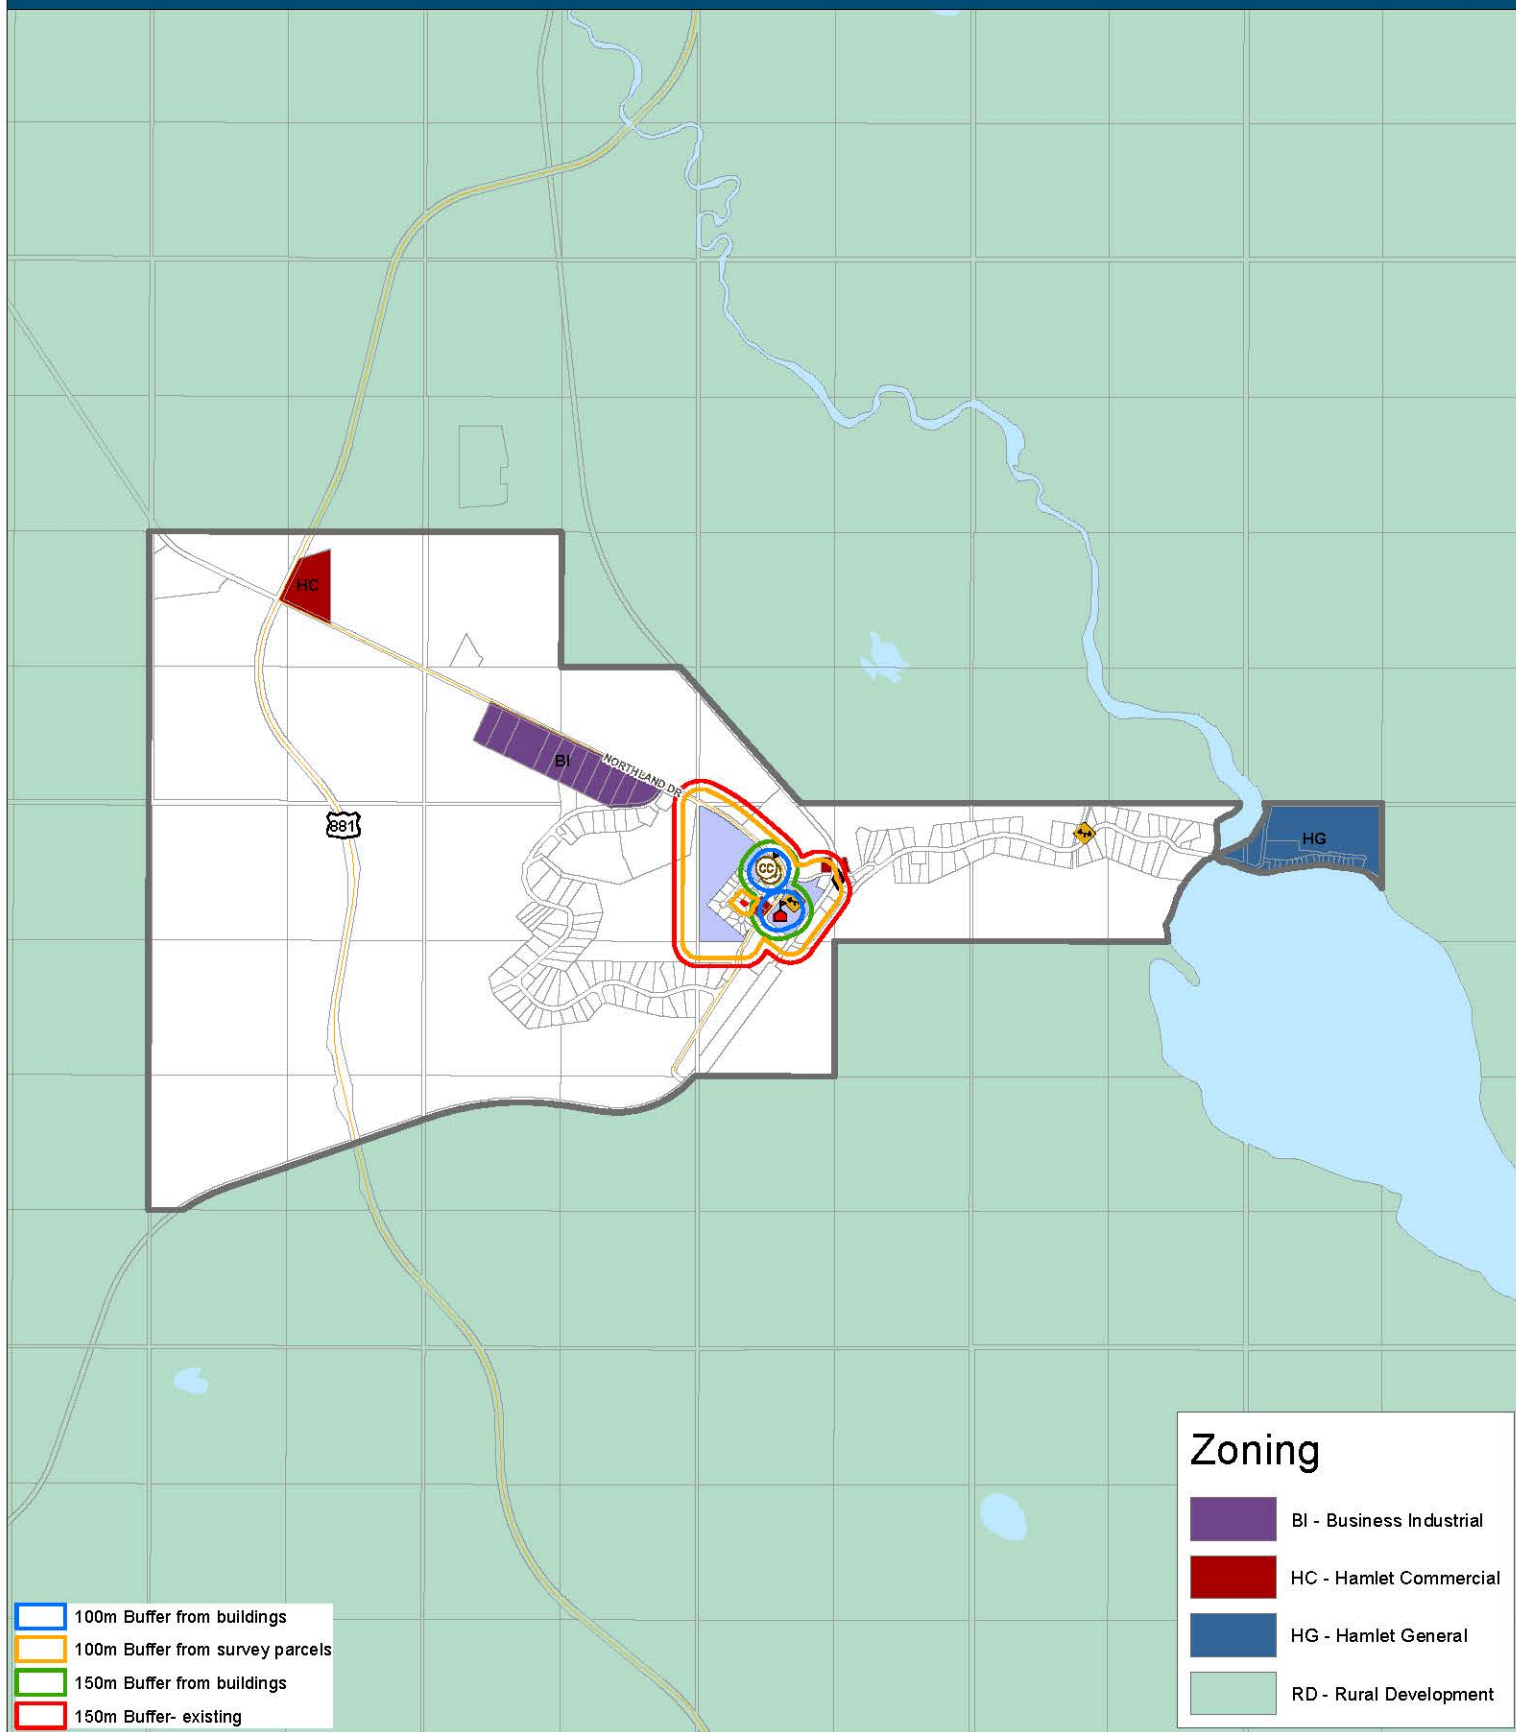 HC
BI
NORTHLAND DR
881
CC
HG
Zoning
BI - Business Industrial
HC - Hamlet Commercial
HG - Hamlet General
RD - Rural Development
100m Buffer from buildings
100m Buffer from survey parcels
150m Buffer from buildings
150m Buffer- existing